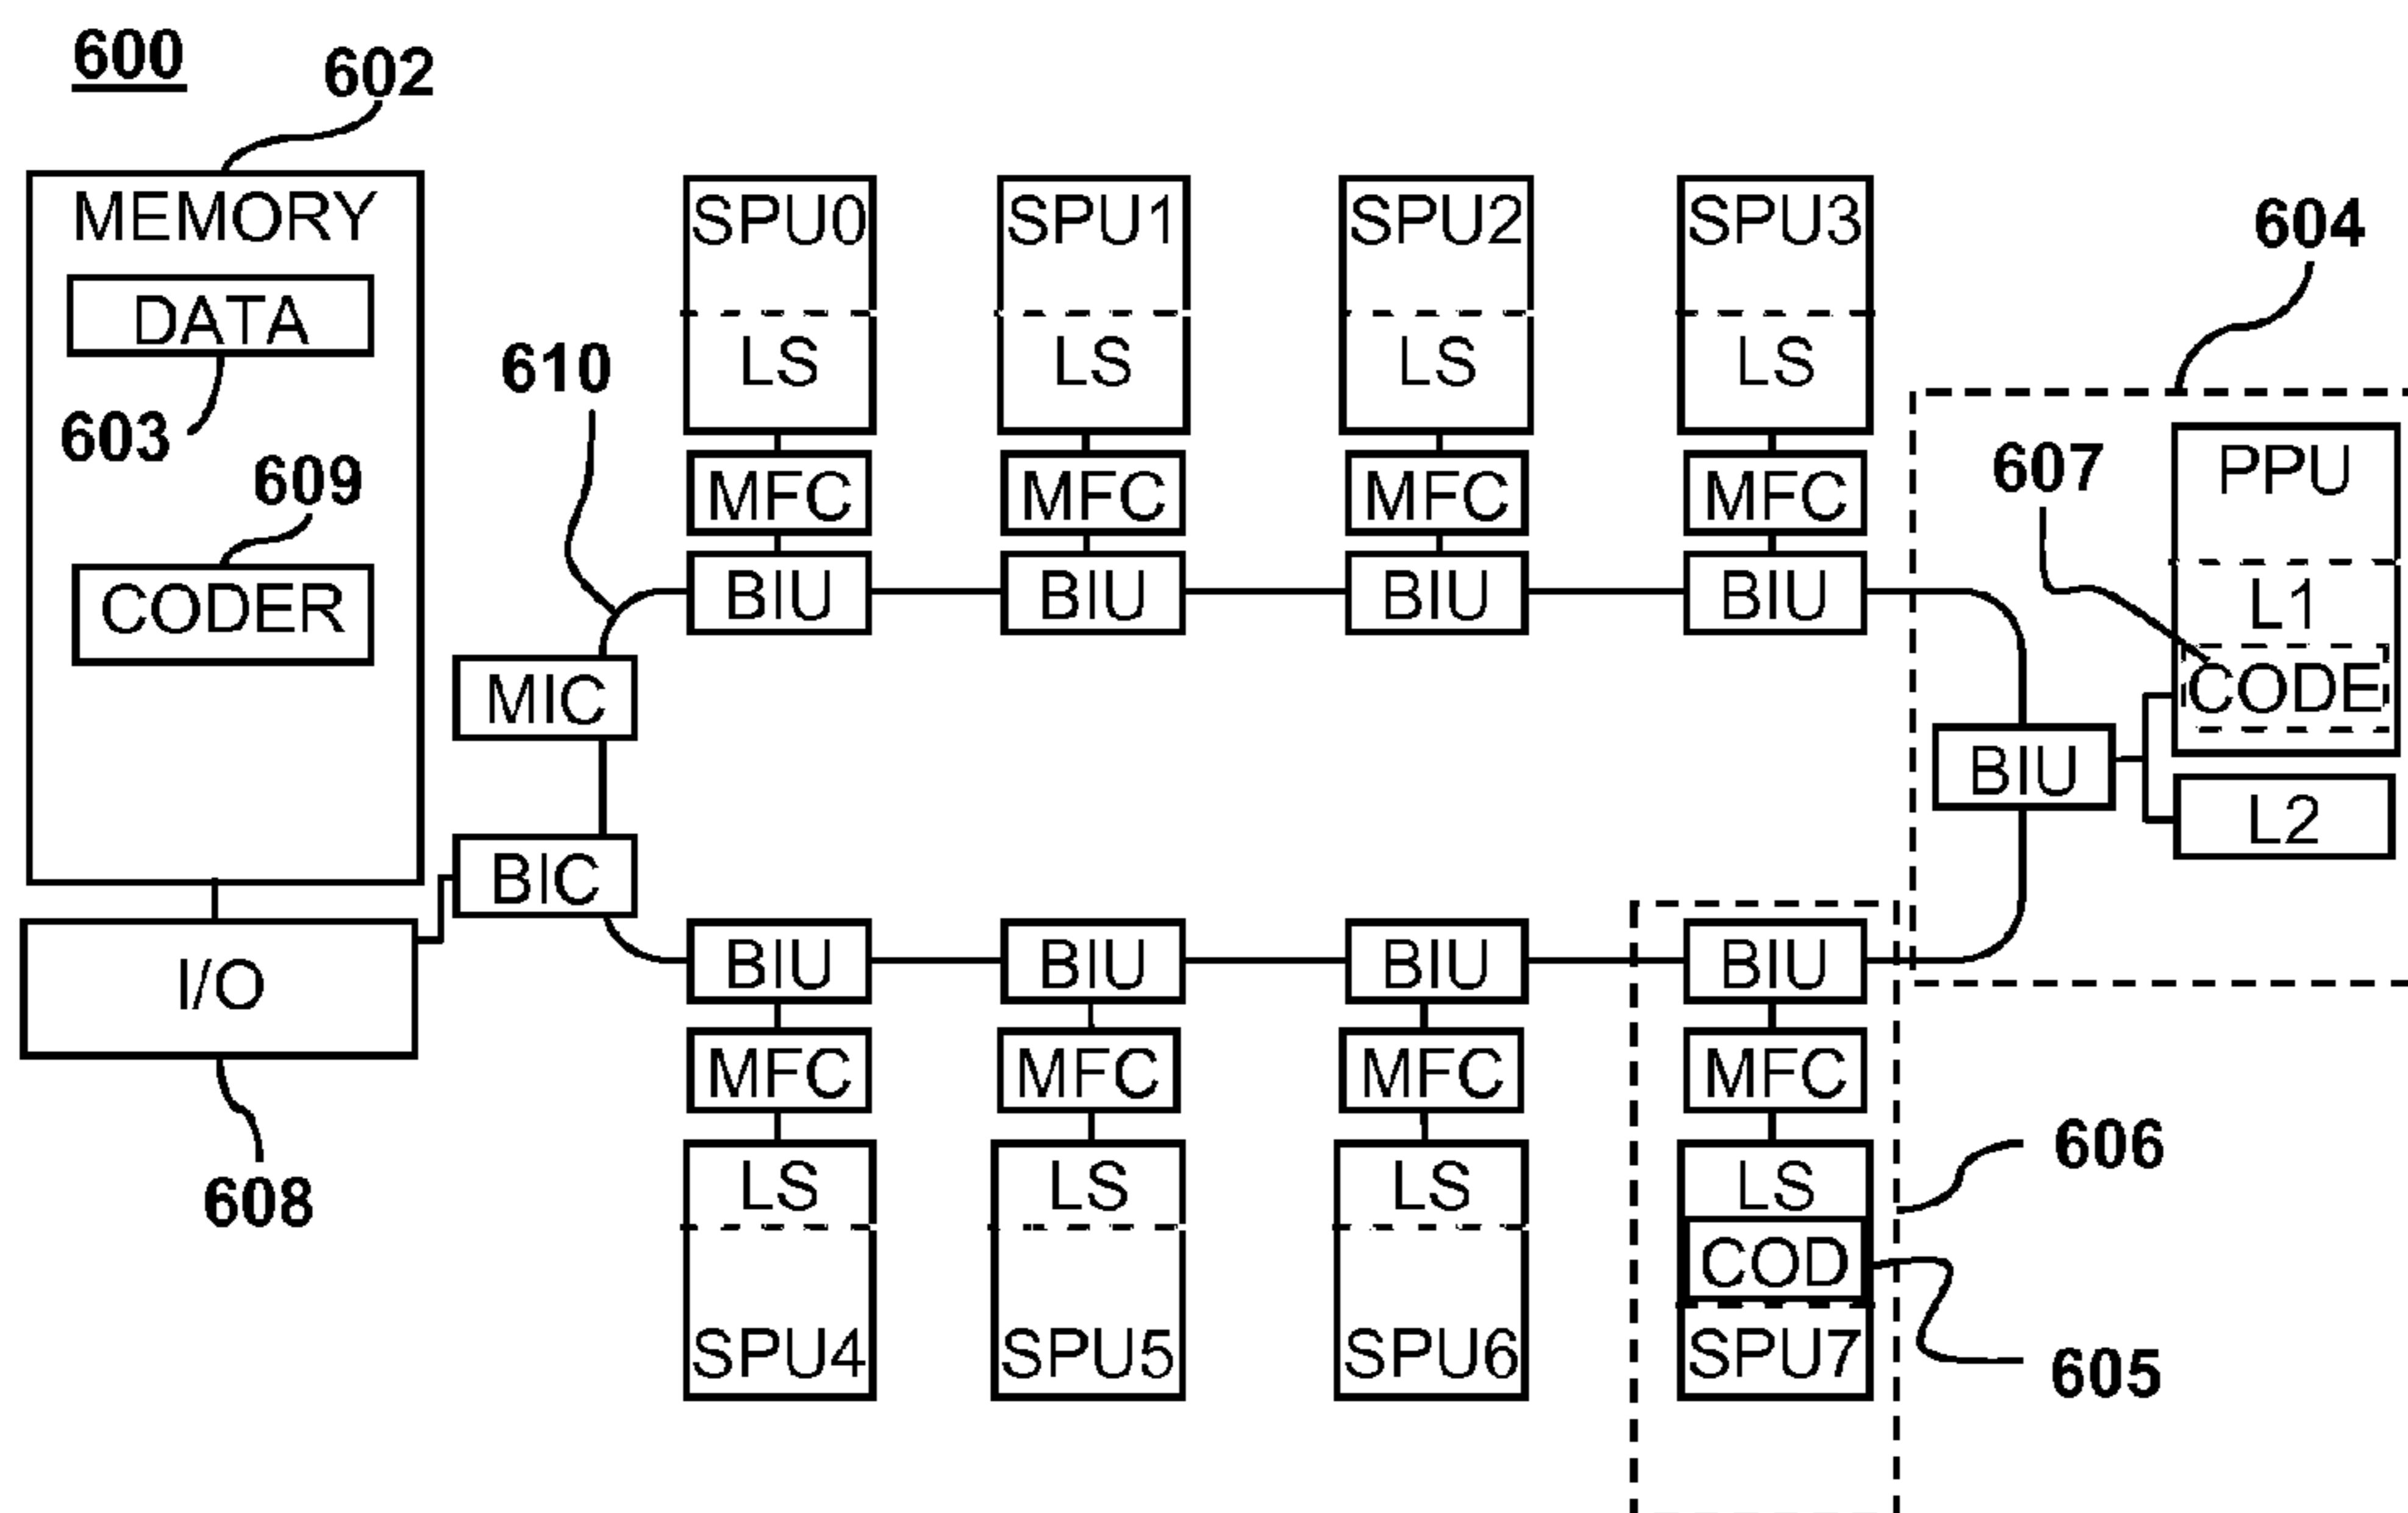 600
602
MEMORY
DATA
603
609
CODER
I/O
608
610
MIC
BIC
SPU0 SPU1 SPU2 SPU3
LS LS LS LS
MFC MFC MFC MFC
BIU BIU BIU BIU
604
607
PPU
L1
CODE
BIU
L2
BIU BIU BIU BIU
MFC MFC MFC MFC
LS LS LS LS
COD
SPU4 SPU5 SPU6 SPU7
606
605